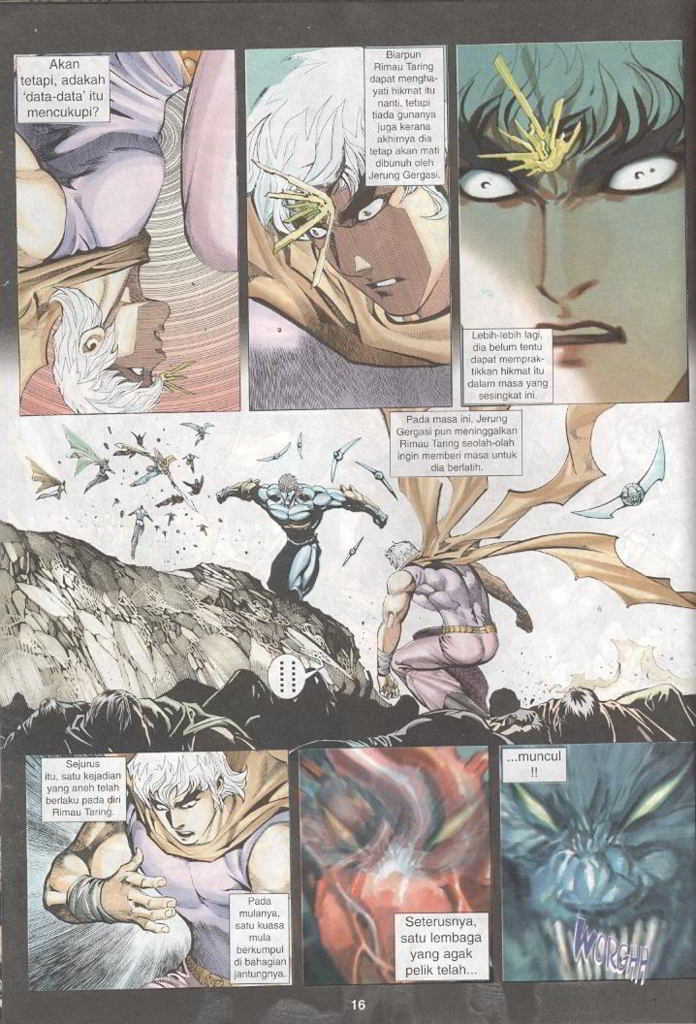 Akan
tetapi, adakah
‘data-data’ itu
mencukupi?
Biarpun
Rimau Taring
dapat mengha-
yati hikmat itu
nanti, tetapi
tiada gunanya
juga kerana
akhirnya dia
tetap akan mati
dibunuh oleh
Jerung Gergasi.
Lebih-lebih lagi,
dia belum tentu
dapat memprak-
tikkan hikmat itu
dalam masa yang
sesingkat ini.
Pada masa ini, Jerung
Gergasi pun meninggalkan
Rimau Taring seolah-olah
ingin memberi masa untuk
dia berlatih.
Sejurus
itu, satu kejadian
yang aneh telah
berlaku pada diri
Rimau Taring.
Pada
mulanya,
satu kuasa
mula
berkumpul
di bahagian
jantungnya.
Seterusnya,
satu lembaga
yang agak
pelik telah...
...muncul
!!
WORGHH
16